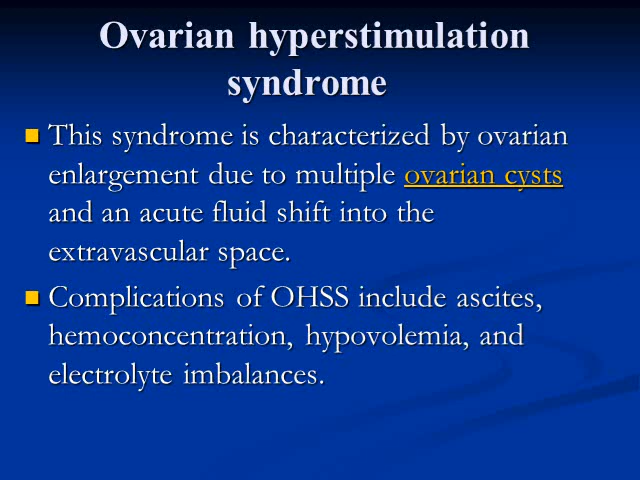 Ovarian hyperstimulation
syndrome
This syndrome is characterized by ovarian
enlargement due to multiple ovarian cysts
and an acute fluid shift into the
extravascular space.
Complications of OHSS include ascites,
hemoconcentration, hypovolemia, and
electrolyte imbalances.